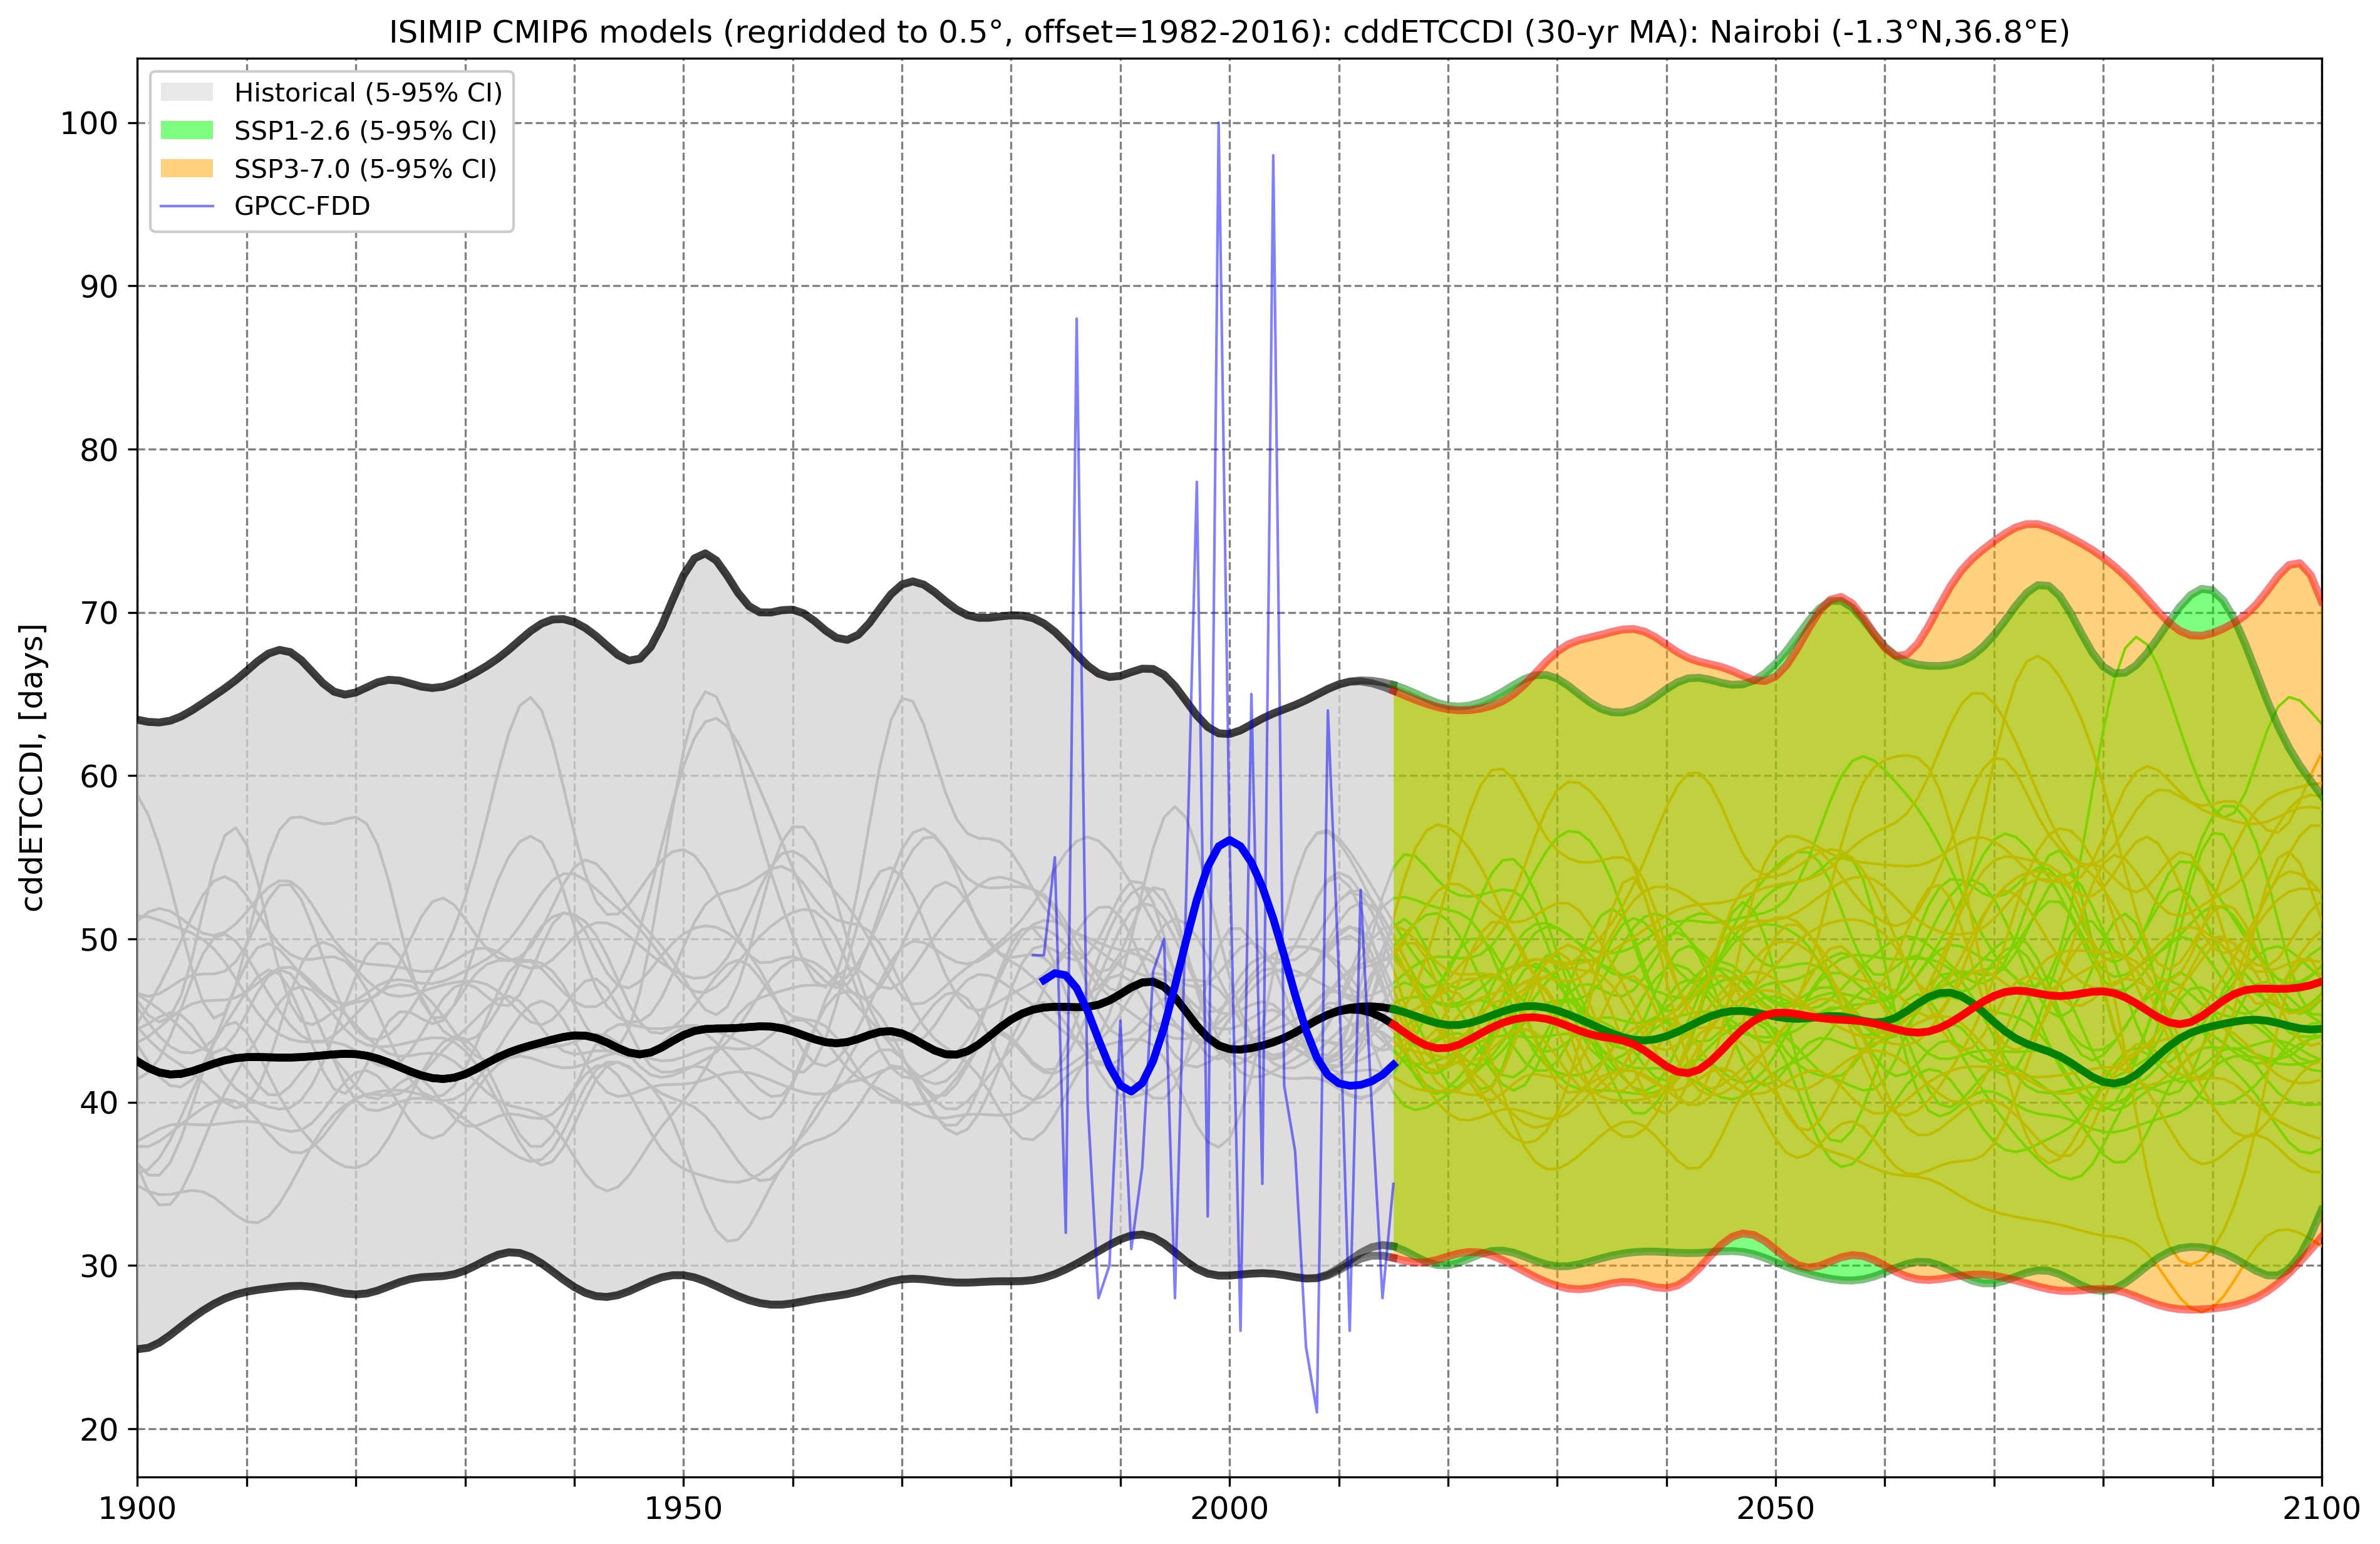 ISIMIP CMIP6 models (regridded to 0.5°, offset=1982-2016): cddETCCDI (30-yr MA): Nairobi (-1.3°N,36.8°E)
Historical (5-95% CI)
SSP1-2.6 (5-95% CI)
SSP3-7.0 (5-95% CI)
GPCC-FDD
cddETCCDI, [days]
100
90
80
70
60
50
40
30
20
1900
1950
2000
2050
2100